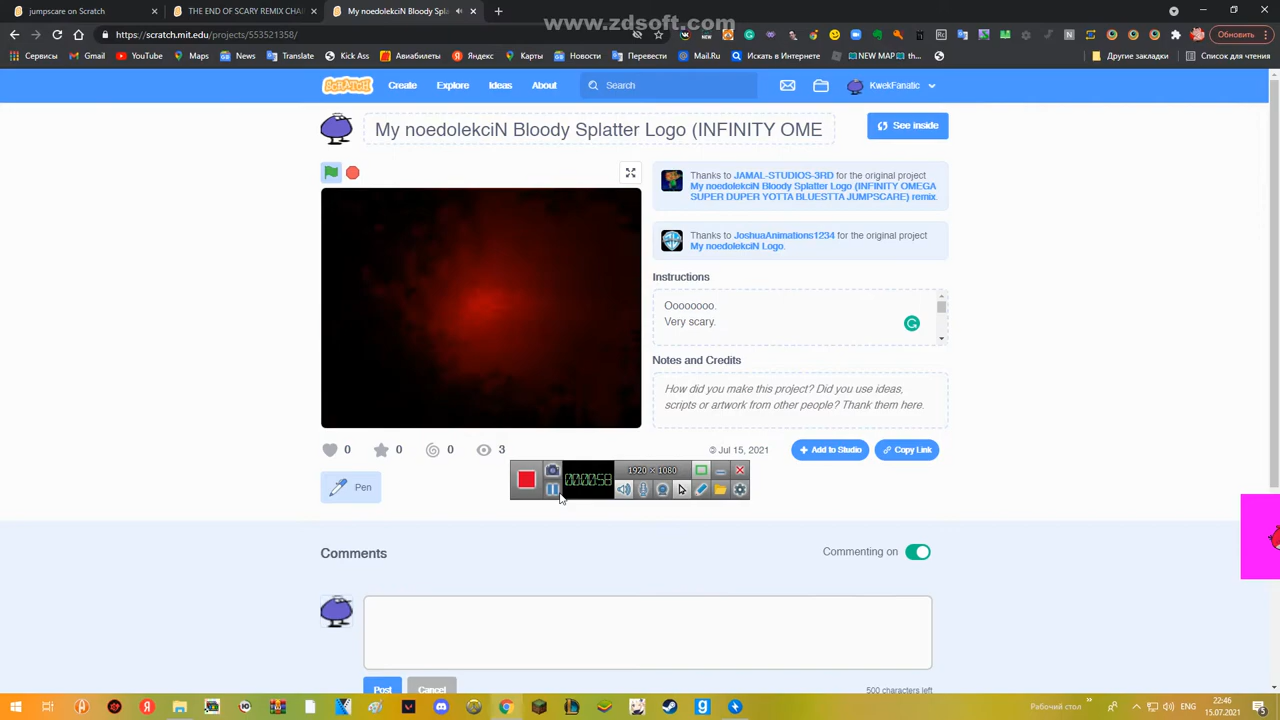 www.zdsoft.com
jumpscare on Scratch
THE END OF SCARY REMIX CHAI
My noedolekciN Bloody Spl
https://scratch.mit.edu/projects/553521358/
Обновить
Сервисы
Gmail
YouTube
Maps
News
Translate
Авиабилеты
Яндекс
Карты
Новости
Перевести
Mail.Ru
Искать в Интернете
NEW MAP
Другие закладки
Список для чтения
SCRATCH
Create
Explore
Ideas
About
Search
KwekFanatic
My noedolekciN Bloody Splatter Logo (INFINITY OME
See inside
Thanks to JAMAL-STUDIOS-3RD for the original project
My noedolekciN Bloody Splatter Logo (INFINITY OMEGA
SUPER DUPER YOTTA BLUESTTA JUMPSCARE) remix.
Thanks to JoshuaAnimations1234 for the original project
My noedolekciN Logo.
Instructions
Oooooooo.
Very scary.
Notes and Credits
How did you make this project? Did you use ideas,
scripts or artwork from other people? Thank them here.
0
0
0
3
© Jul 15, 2021
Add to Studio
Copy Link
1920 × 1080
00:00:58
Pen
Comments
Commenting on
Post
Cancel
500 characters left
Рабочий стол
ENG
22:46
15.07.2021